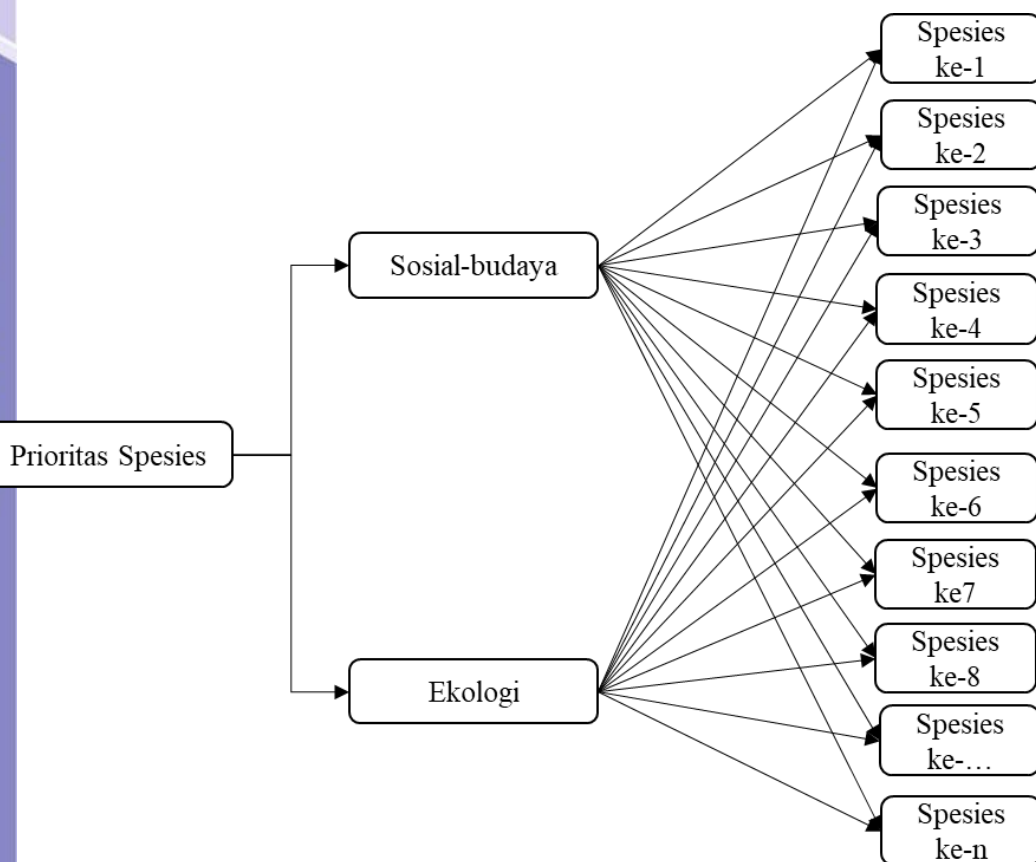 Spesies
ke-1
Spesies
ke-2
Spesies
ke-3
Sosial-budaya
Spesies
ke-4
Spesies
ke-5
Prioritas Spesies
Spesies
ke-6
Spesies
ke7
Spesies
ke-8
Ekologi
Spesies
ke-…
Spesies
ke-n